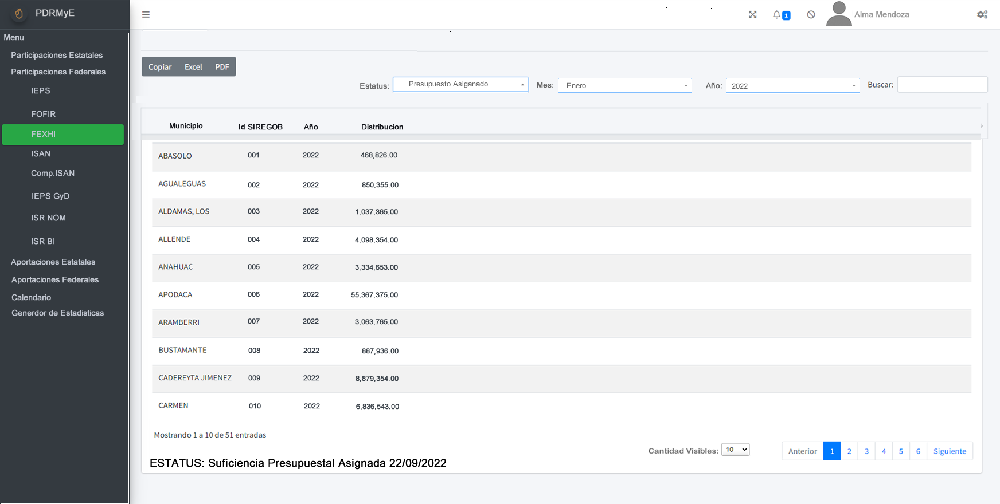 PDRMyE
1
Alma Mendoza
Menu
Participaciones Estatales
Participaciones Federales
IEPS
FOFIR
FEXHI
ISAN
Comp.ISAN
IEPS GyD
ISR NOM
ISR BI
Aportaciones Estatales
Aportaciones Federales
Calendario
Generdor de Estadisticas
Copiar Excel PDF
Estatus: Presupuesto Asiganado Mes: Enero Año: 2022 Buscar:
Municipio Id SIREGOB Año Distribucion
ABASOLO 001 2022 468,826.00
AGUALEGUAS 002 2022 850,355.00
ALDAMAS, LOS 003 2022 1,037,365.00
ALLENDE 004 2022 4,098,354.00
ANAHUAC 005 2022 3,334,653.00
APODACA 006 2022 55,367,375.00
ARAMBERRI 007 2022 3,063,765.00
BUSTAMANTE 008 2022 887,936.00
CADEREYTA JIMENEZ 009 2022 8,879,354.00
CARMEN 010 2022 6,836,543.00
Mostrando 1 a 10 de 51 entradas
Cantidad Visibles: 10 Anterior 1 2 3 4 5 6 Siguiente
ESTATUS: Suficiencia Presupuestal Asignada 22/09/2022